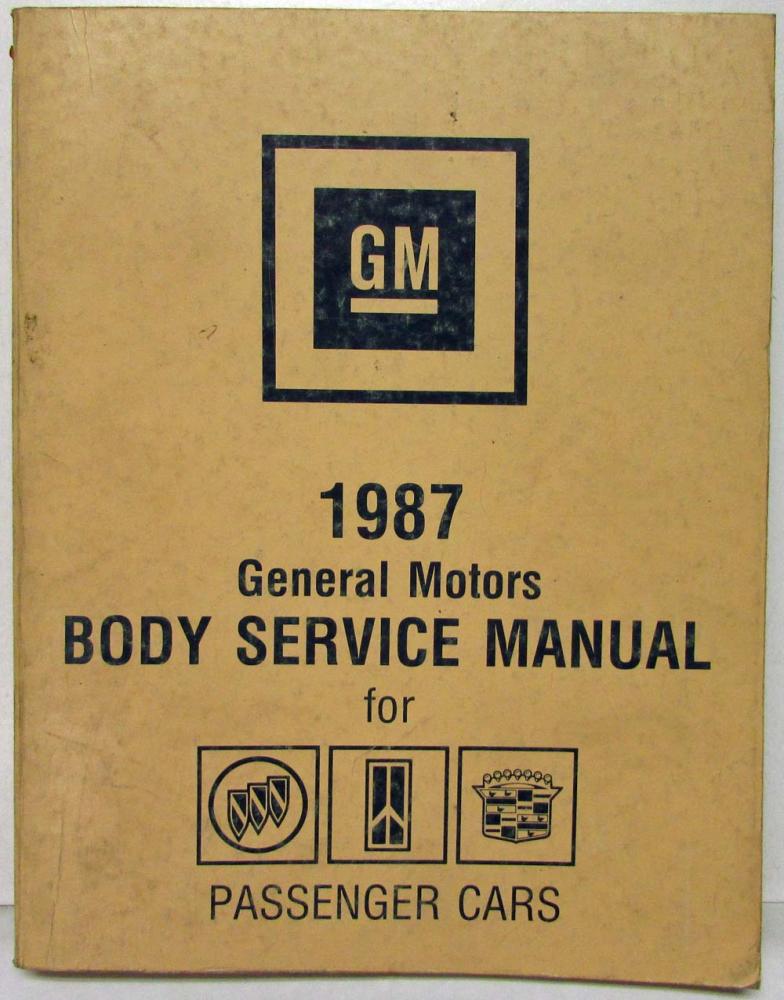 GM
1987
General Motors
BODY SERVICE MANUAL
for
PASSENGER CARS